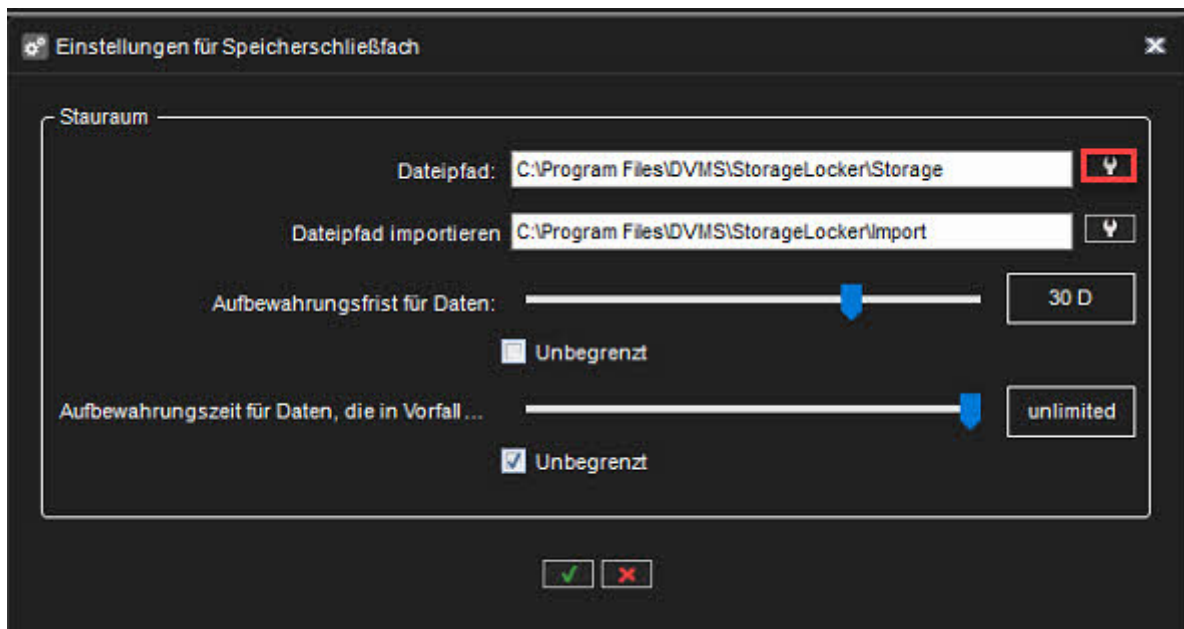 Einstellungen für Speicherschließfach
Stauraum
Dateipfad: C:\Program Files\DVMS\StorageLocker\Storage
Dateipfad importieren C:\Program Files\DVMS\StorageLocker\Import
Aufbewahrungsfrist für Daten: 30 D
Unbegrenzt
Aufbewahrungszeit für Daten, die in Vorfall ... unlimited
Unbegrenzt